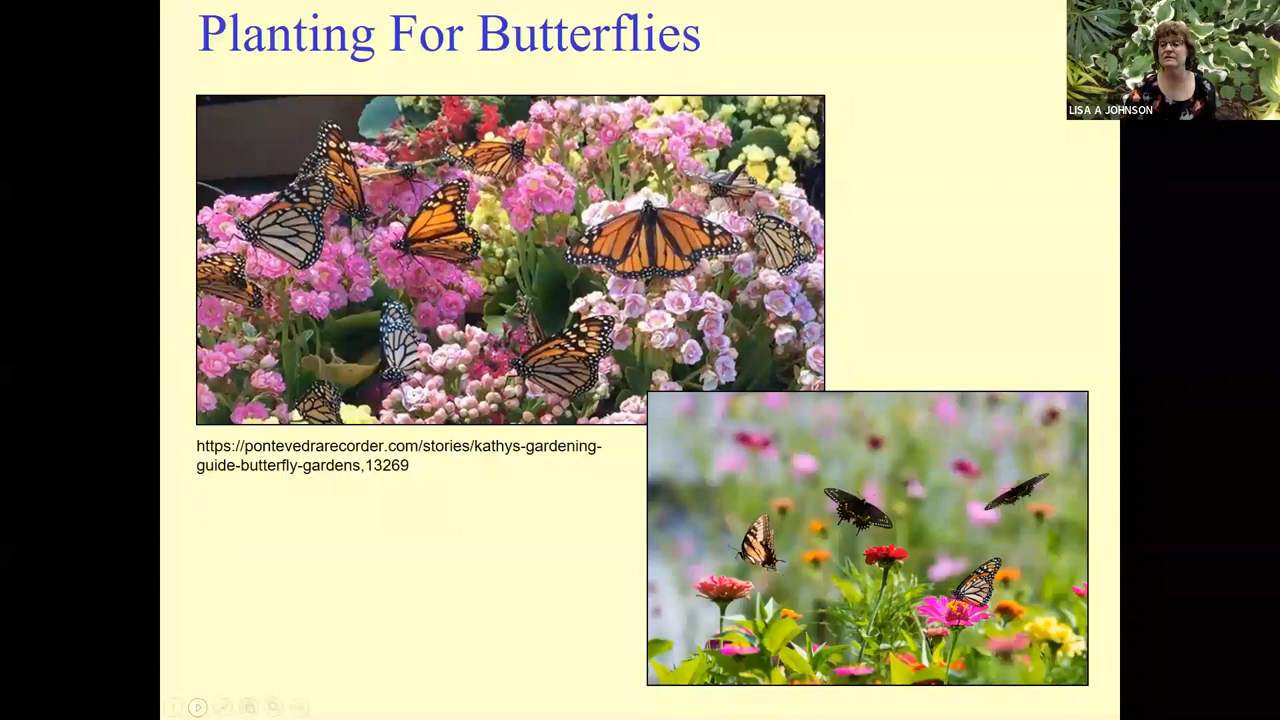 Planting For Butterflies
LISA A JOHNSON
https://pontevedrarecorder.com/stories/kathys-gardening-
guide-butterfly-gardens,13269